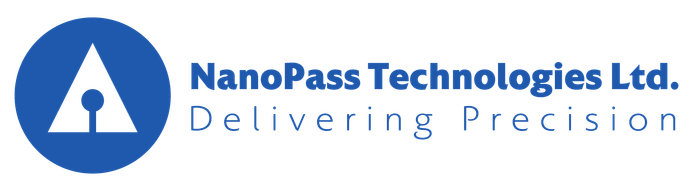 NanoPass Technologies Ltd.
Delivering Precision